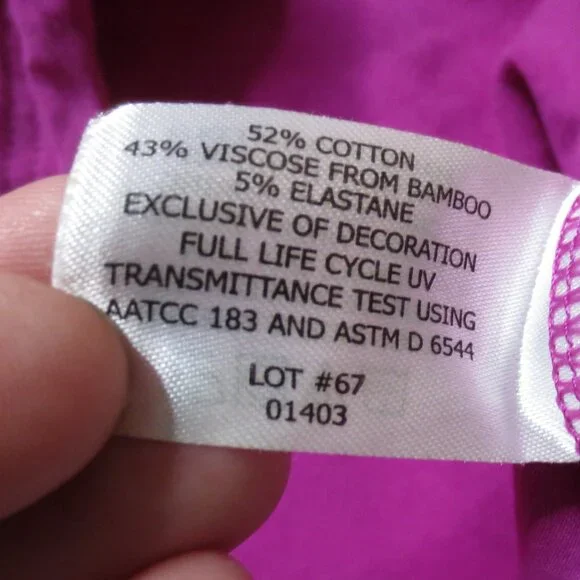 52% COTTON
43% VISCOSE FROM BAMBOO
5% ELASTANE
EXCLUSIVE OF DECORATION
FULL LIFE CYCLE UV
TRANSMITTANCE TEST USING
AATCC 183 AND ASTM D 6544
LOT #67
01403